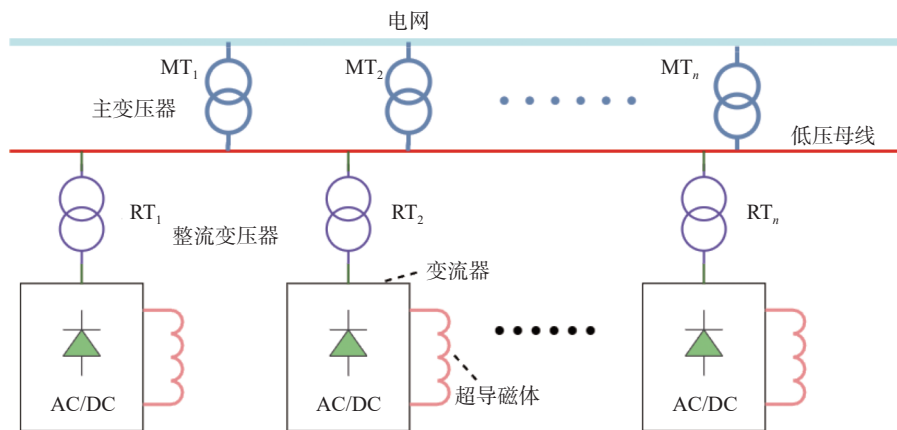 电网
MT₁
MT₂
MTₙ
主变压器
低压母线
RT₁
RT₂
RTₙ
整流变压器
变流器
超导磁体
AC/DC
AC/DC
AC/DC